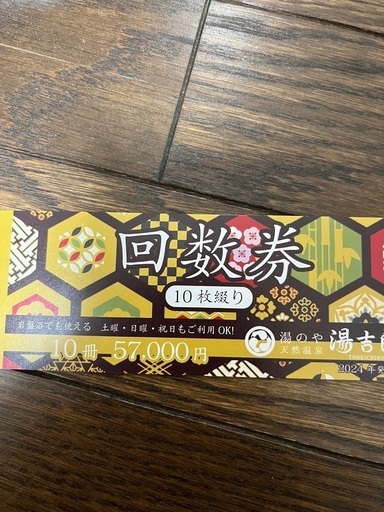 回数券
10枚綴り
岩盤浴でも使える 土曜・日曜・祝日もご利用OK!
10冊 57,000円
湯のや
天然温泉
湯吉
2024年